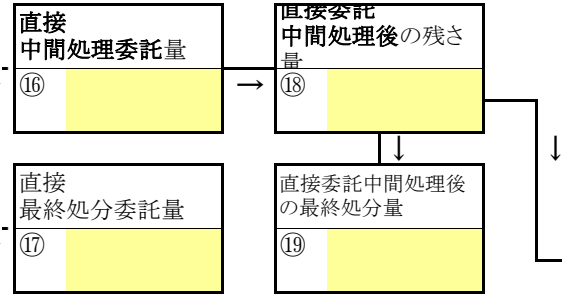 直接
中間処理委託量
⑯
→
直接委託
中間処理後の残さ
量
⑱
↓
↓
直接
最終処分委託量
⑰
直接委託中間処理後
の最終処分量
⑲